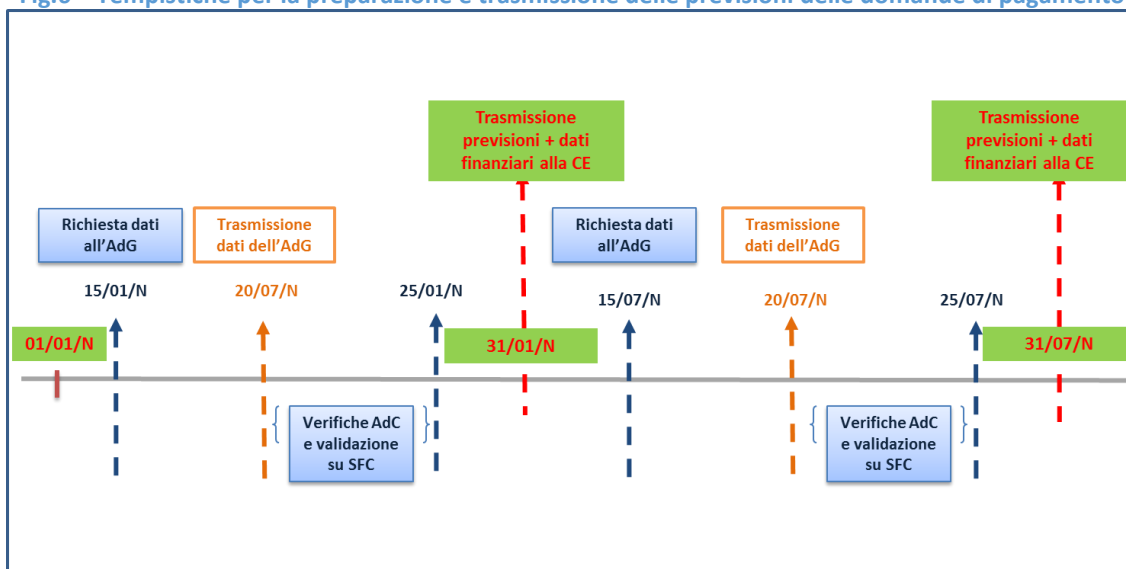 Fig.6 – Tempistiche per la preparazione e trasmissione delle previsioni delle domande di pagamento
Trasmissione
previsioni + dati
finanziari alla CE
Trasmissione
previsioni + dati
finanziari alla CE
Richiesta dati
all'AdG
Trasmissione
dati dell'AdG
Richiesta dati
all'AdG
Trasmissione
dati dell'AdG
15/01/N
20/07/N
25/01/N
15/07/N
20/07/N
25/07/N
01/01/N
31/01/N
31/07/N
Verifiche AdC
e validazione
su SFC
Verifiche AdC
e validazione
su SFC